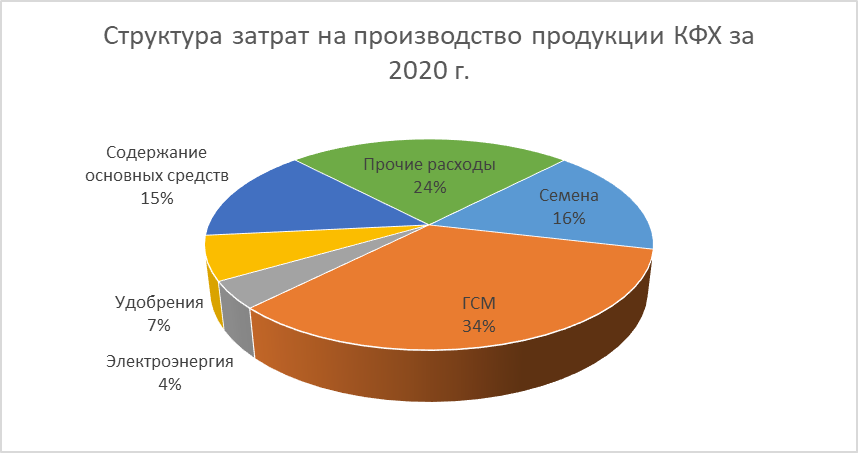 Структура затрат на производство продукции КФХ за
2020 г.
Содержание
основных средств
15%
Прочие расходы
24%
Семена
16%
ГСМ
34%
Удобрения
7%
Электроэнергия
4%